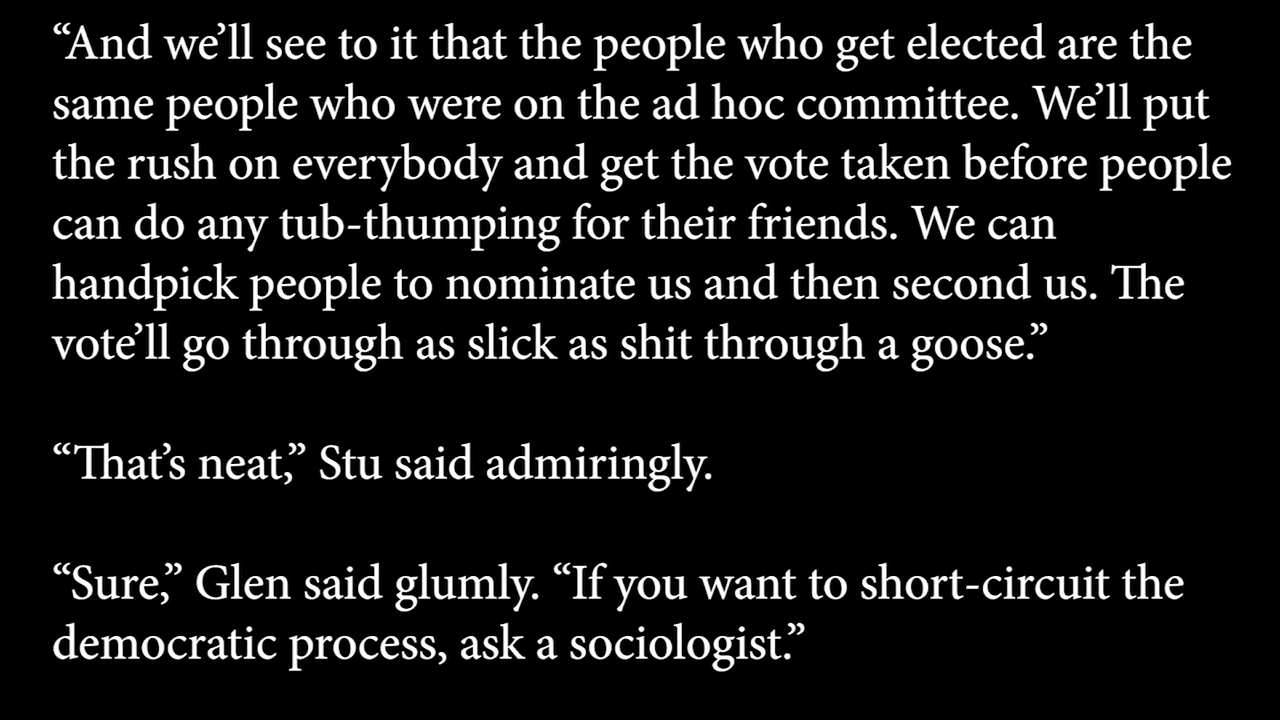 “And we’ll see to it that the people who get elected are the
same people who were on the ad hoc committee. We’ll put
the rush on everybody and get the vote taken before people
can do any tub-thumping for their friends. We can
handpick people to nominate us and then second us. The
vote’ll go through as slick as shit through a goose.”
“That’s neat,” Stu said admiringly.
“Sure,” Glen said glumly. “If you want to short-circuit the
democratic process, ask a sociologist.”